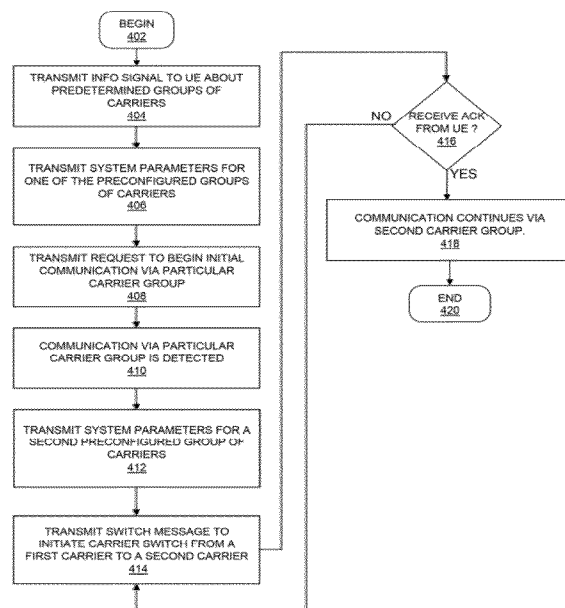 BEGIN
402
TRANSMIT INFO SIGNAL TO UE ABOUT
PREDETERMINED GROUPS OF
CARRIERS
404
TRANSMIT SYSTEM PARAMETERS FOR
ONE OF THE PRECONFIGURED GROUPS
OF CARRIERS
406
TRANSMIT REQUEST TO BEGIN INITIAL
COMMUNICATION VIA PARTICULAR
CARRIER GROUP
408
COMMUNICATION VIA PARTICULAR
CARRIER GROUP IS DETECTED
410
TRANSMIT SYSTEM PARAMETERS FOR A
SECOND PRECONFIGURED GROUP OF
CARRIERS
412
TRANSMIT SWITCH MESSAGE TO
INITIATE CARRIER SWITCH FROM A
FIRST CARRIER TO A SECOND CARRIER
414
NO
RECEIVE ACK
FROM UE ?
416
YES
COMMUNICATION CONTINUES VIA
SECOND CARRIER GROUP.
418
END
420